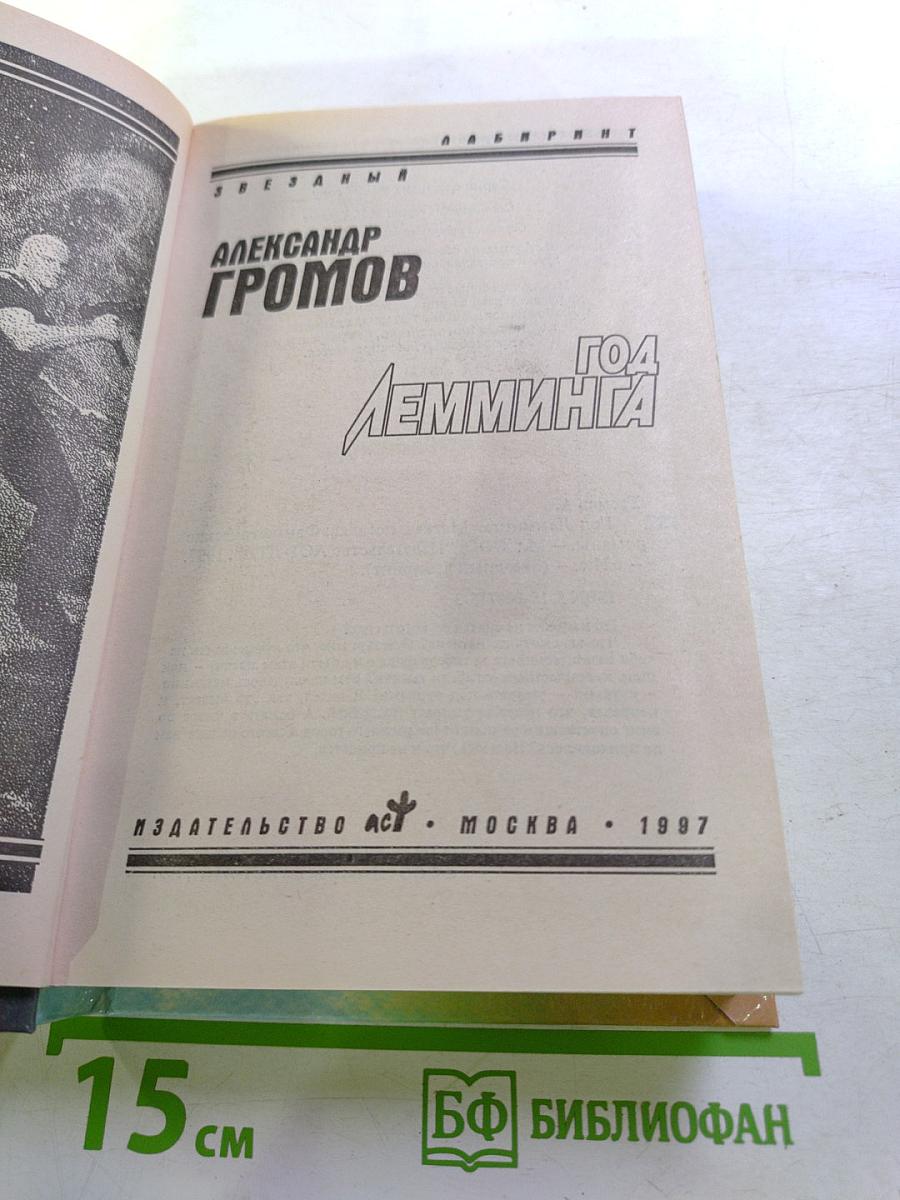 ЛАБИРИНТ
ЗВЕЗДНЫЙ
АЛЕКСАНДР
ГРОМОВ
ГОД
ЛЕММИНГА
ИЗДАТЕЛЬСТВО АСТ • МОСКВА • 1997
15 см
БФ БИБЛИОФАН